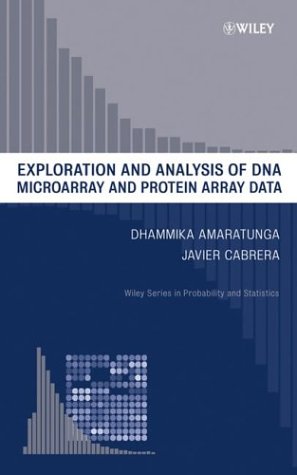 WILEY
EXPLORATION AND ANALYSIS OF DNA
MICROARRAY AND PROTEIN ARRAY DATA
DHAMMIKA AMARATUNGA
JAVIER CABRERA
Wiley Series in Probability and Statistics